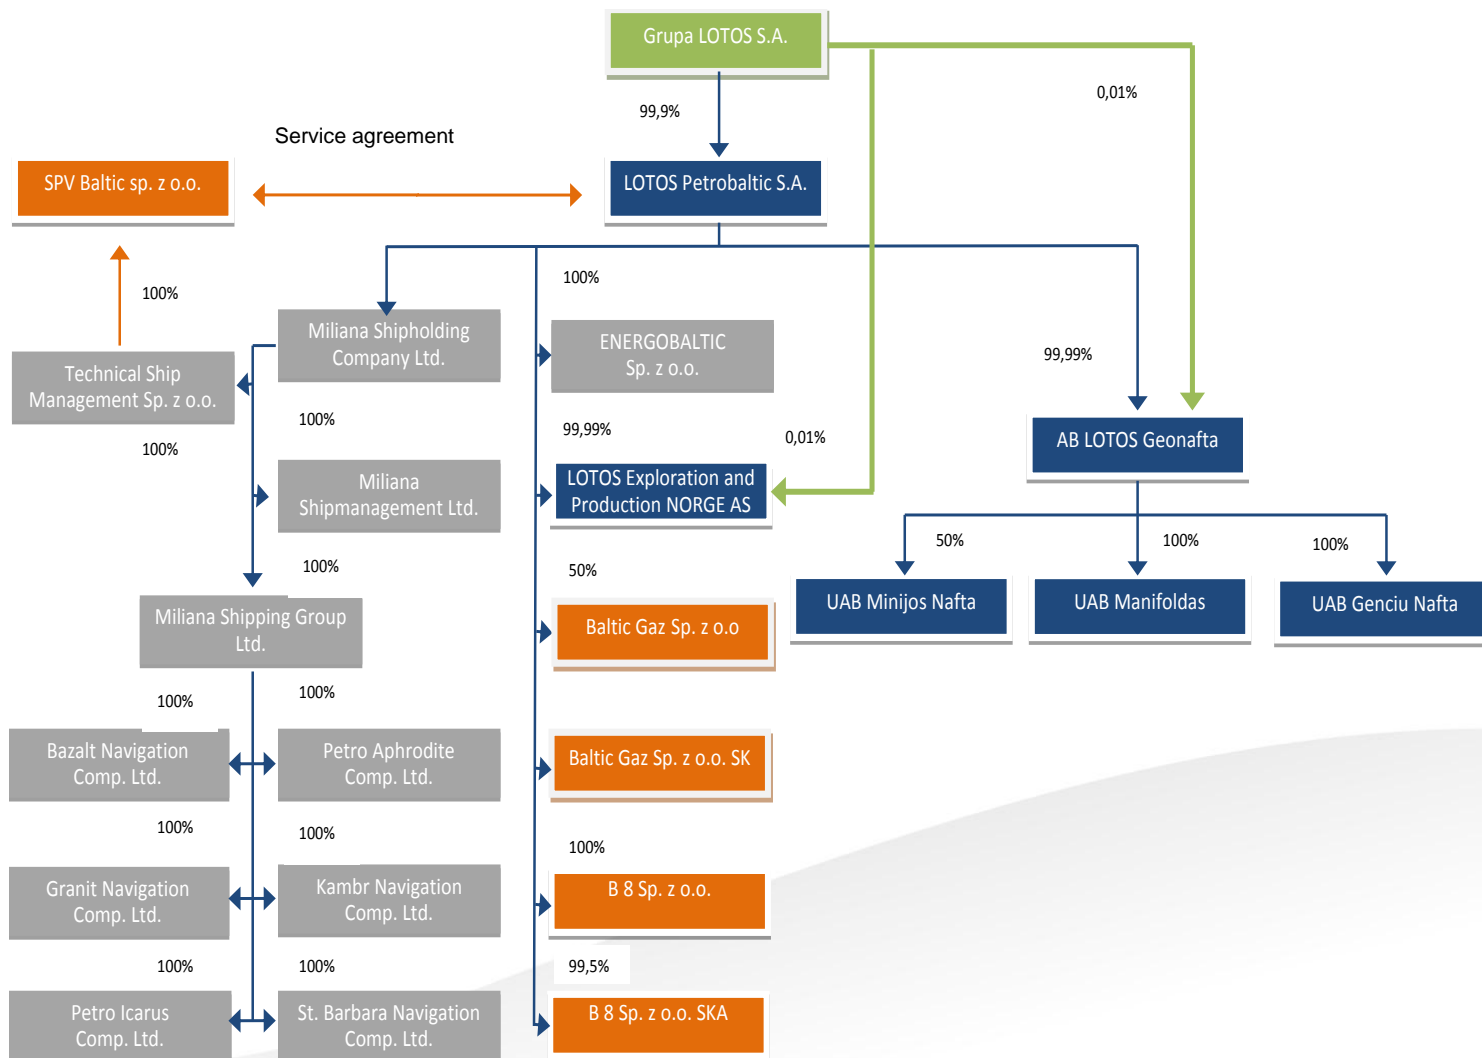 Grupa LOTOS S.A.
0,01%
99,9%
Service agreement
SPV Baltic sp. z o.o.
LOTOS Petrobaltic S.A.
100%
100%
Miliana Shipholding
Company Ltd.
ENERGOBALTIC
Sp. z o.o.
99,99%
Technical Ship
Management Sp. z o.o.
100%
100%
99,99%
0,01%
AB LOTOS Geonafta
Miliana
Shipmanagement Ltd.
LOTOS Exploration and
Production NORGE AS
100%
50%
50%
100%
100%
Miliana Shipping Group
Ltd.
Baltic Gaz Sp. z o.o
UAB Minijos Nafta
UAB Manifoldas
UAB Genciu Nafta
100%
100%
Bazalt Navigation
Comp. Ltd.
Petro Aphrodite
Comp. Ltd.
Baltic Gaz Sp. z o.o. SK
100%
100%
100%
Granit Navigation
Comp. Ltd.
Kambr Navigation
Comp. Ltd.
B 8 Sp. z o.o.
100%
100%
99,5%
Petro Icarus
Comp. Ltd.
St. Barbara Navigation
Comp. Ltd.
B 8 Sp. z o.o. SKA